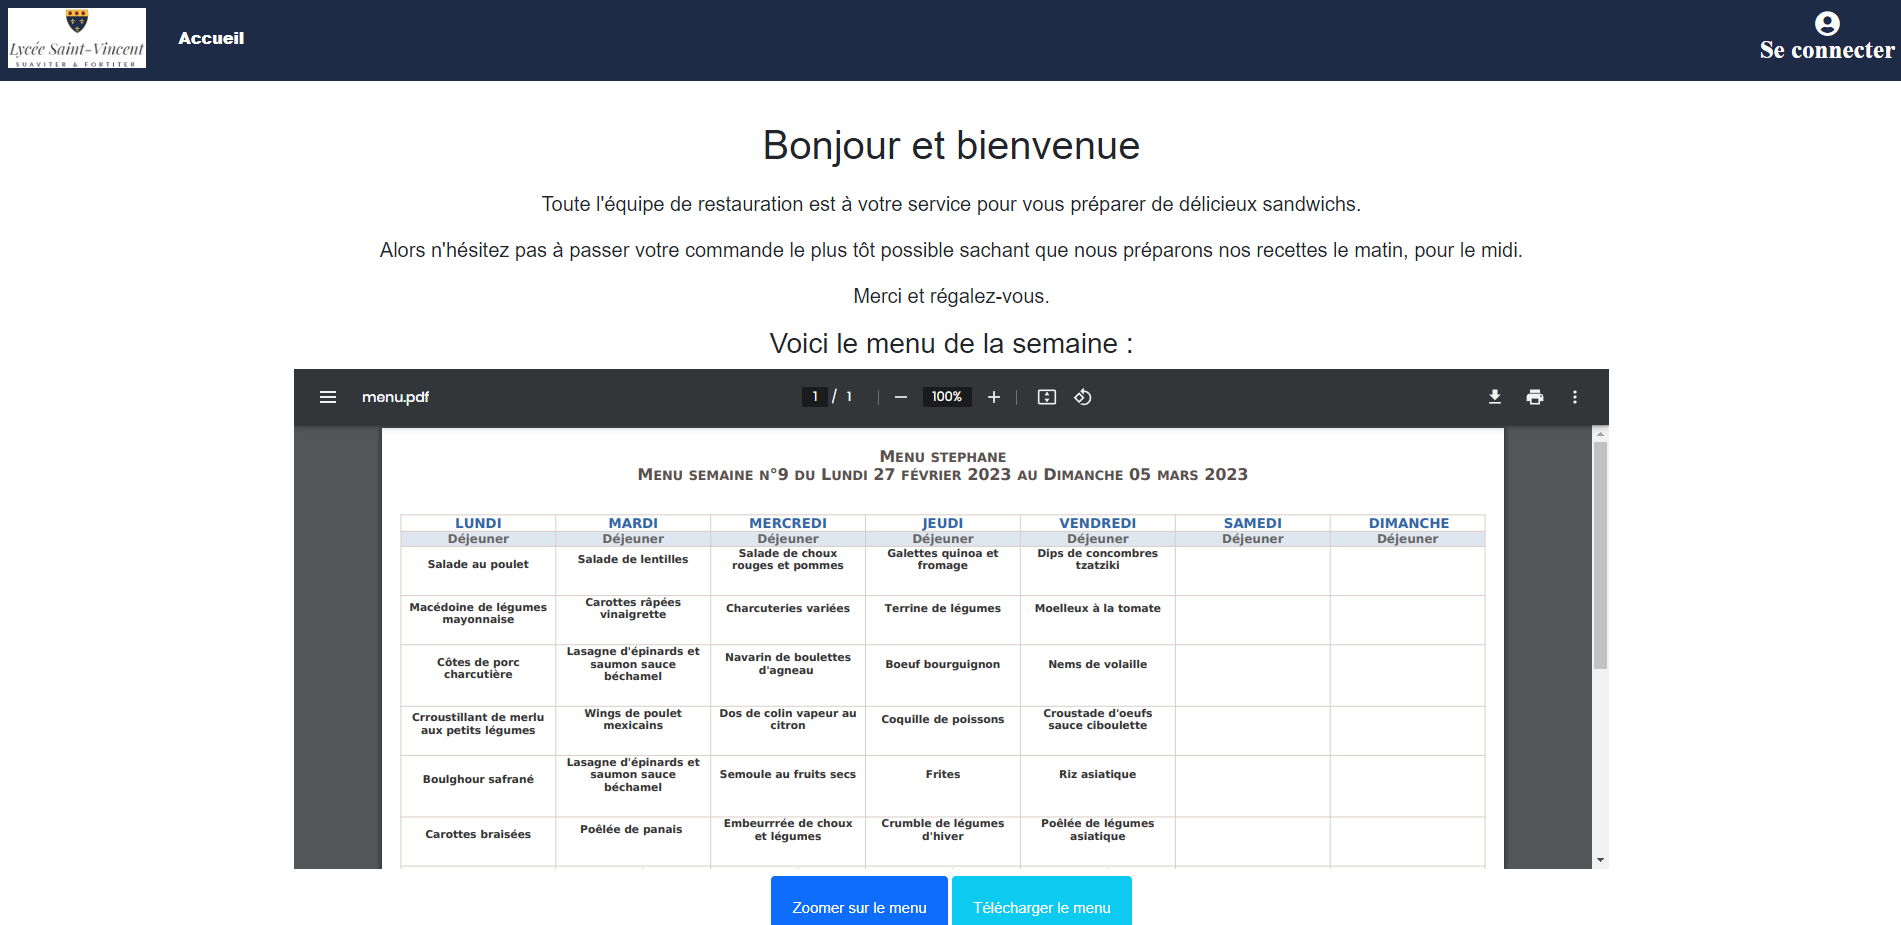 Lycée Saint-Vincent
SUAVITER & FORTITER
Accueil
Se connecter
Bonjour et bienvenue
Toute l'équipe de restauration est à votre service pour vous préparer de délicieux sandwichs.
Alors n'hésitez pas à passer votre commande le plus tôt possible sachant que nous préparons nos recettes le matin, pour le midi.
Merci et régalez-vous.
Voici le menu de la semaine :
menu.pdf
1 / 1
100%
MENU STEPHANE
MENU SEMAINE N°9 DU LUNDI 27 FÉVRIER 2023 AU DIMANCHE 05 MARS 2023
LUNDI MARDI MERCREDI JEUDI VENDREDI SAMEDI DIMANCHE
Déjeuner Déjeuner Déjeuner Déjeuner Déjeuner Déjeuner Déjeuner
Salade au poulet
Salade de lentilles
Salade de choux
rouges et pommes
Galettes quinoa et
fromage
Dips de concombres
tzatziki
Macédoine de légumes
mayonnaise
Carottes râpées
vinaigrette
Charcuteries variées
Terrine de légumes
Moelleux à la tomate
Côtes de porc
charcutière
Lasagne d'épinards et
saumon sauce
béchamel
Navarin de boulettes
d'agneau
Boeuf bourguignon
Nems de volaille
Crroustillant de merlu
aux petits légumes
Wings de poulet
mexicains
Dos de colin vapeur au
citron
Coquille de poissons
Croustade d'oeufs
sauce ciboulette
Boulghour safrané
Lasagne d'épinards et
saumon sauce
béchamel
Semoule au fruits secs
Frites
Riz asiatique
Carottes braisées
Poêlée de panais
Embeurrrée de choux
et légumes
Crumble de légumes
d'hiver
Poêlée de légumes
asiatique
Zoomer sur le menu
Télécharger le menu